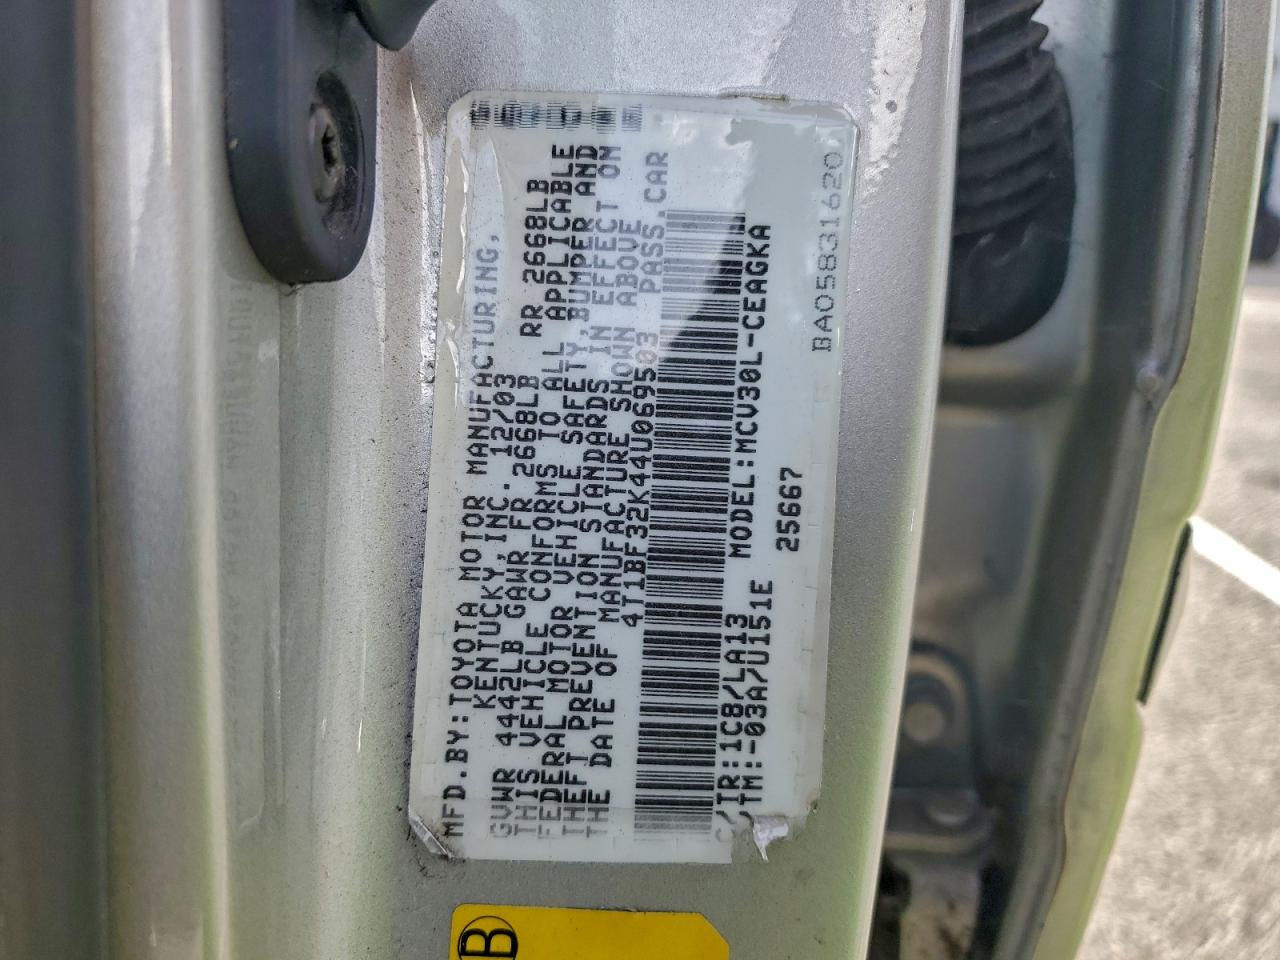 MFD.BY:TOYOTA MOTOR MANUFACTURING,
KENTUCKY,INC. 12/03
GVWR 4442LB GAWR FR 2668LB RR 2668LB
THIS VEHICLE CONFORMS TO ALL APPLICABLE
FEDERAL MOTOR VEHICLE SAFETY,BUMPER AND
THEFT PREVENTION STANDARDS IN EFFECT ON
THE DATE OF MANUFACTURE SHOWN ABOVE
4T1BF32K44U069503 PASS.CAR
C/TR:1C8/LA13 MODEL:MCV30L-CEAGKA
/TM:-03A/U151E 25667
BA05831620
B